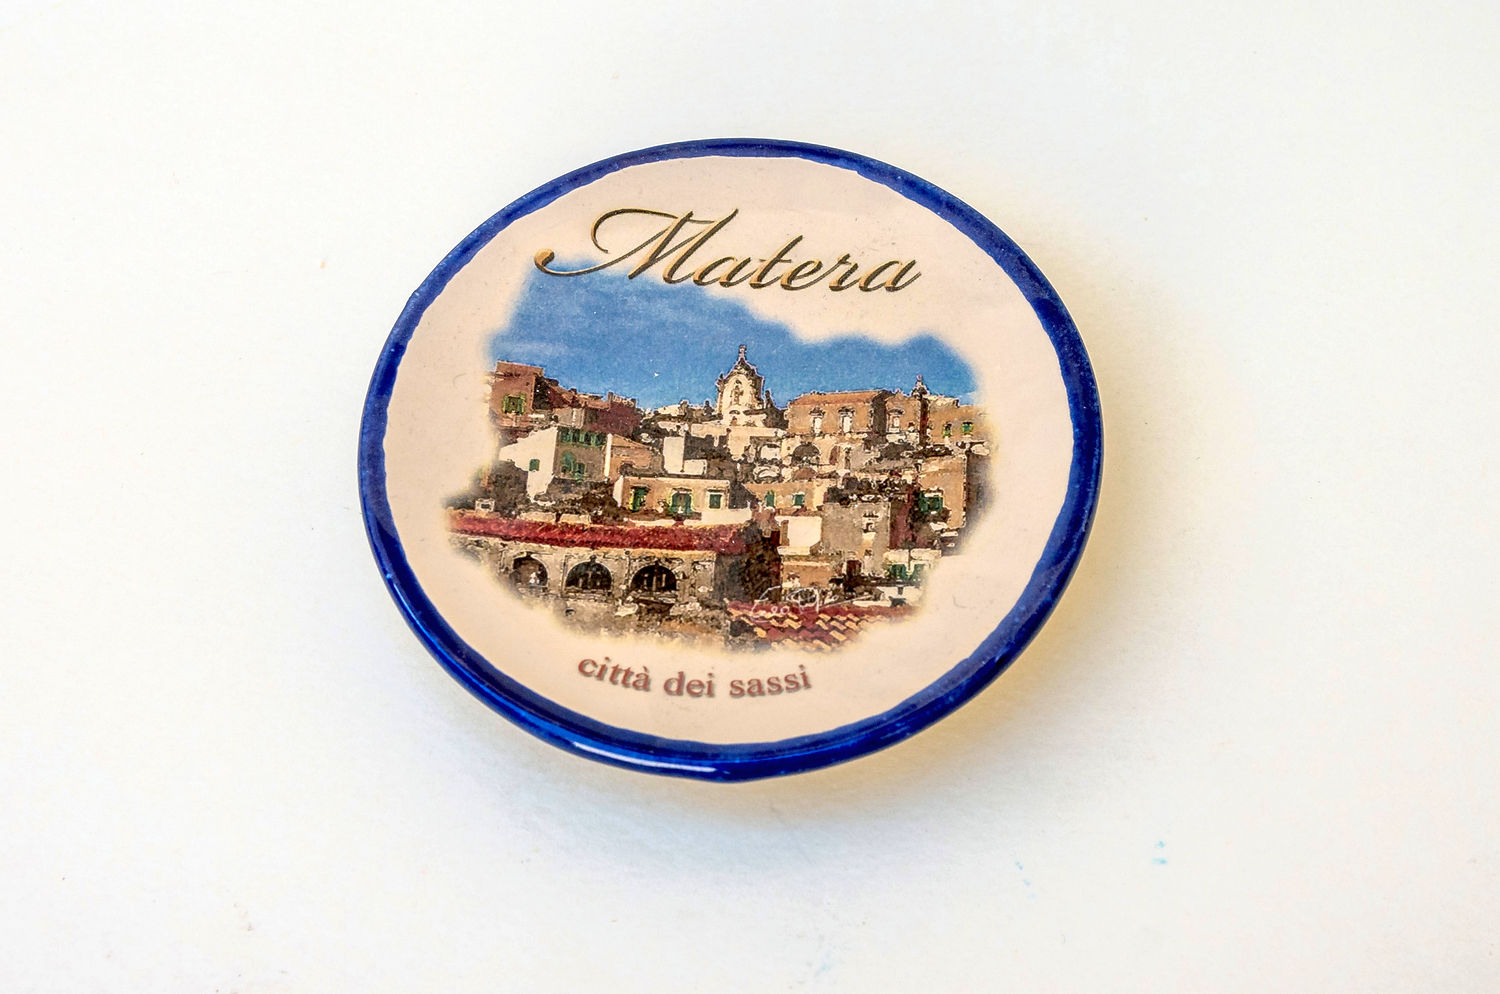 Matera
città dei sassi